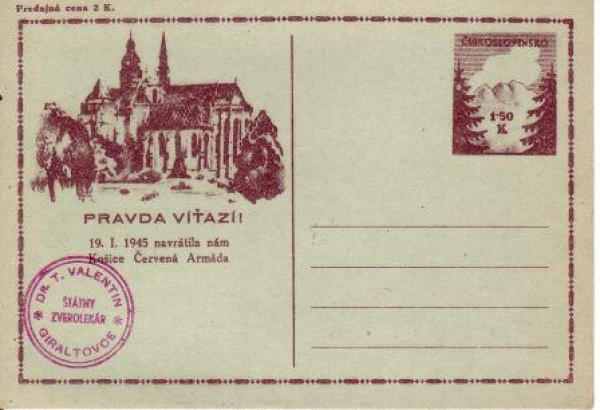 Predajná cena 2 K.
ČESKOSLOVENSKO
1·50
K
PRAVDA VÍŤAZÍ!
19. I. 1945 navrátila nám
Košice Červená Armáda
DR. T. VALENTIN
ŠTÁTNY
ZVEROLEKÁR
GIRALTOVCE